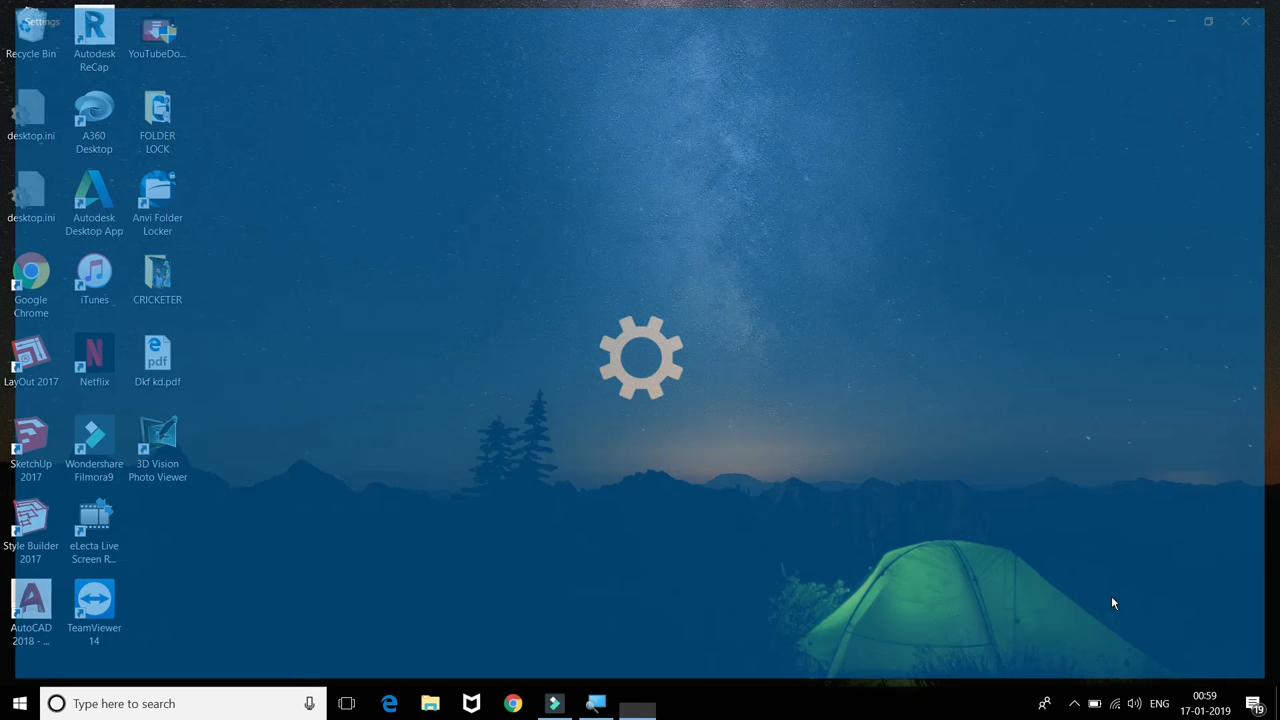 Settings
Recycle Bin
Autodesk
ReCap
YouTubeDo...
desktop.ini
A360
Desktop
FOLDER
LOCK
desktop.ini
Autodesk
Desktop App
Anvi Folder
Locker
Google
Chrome
iTunes
CRICKETER
LayOut 2017
Netflix
pdf
Dkf kd.pdf
SketchUp
2017
Wondershare
Filmora9
3D Vision
Photo Viewer
Style Builder
2017
eLecta Live
Screen R...
AutoCAD
2018 - ...
TeamViewer
14
Type here to search
ENG
00:59
17-01-2019
19